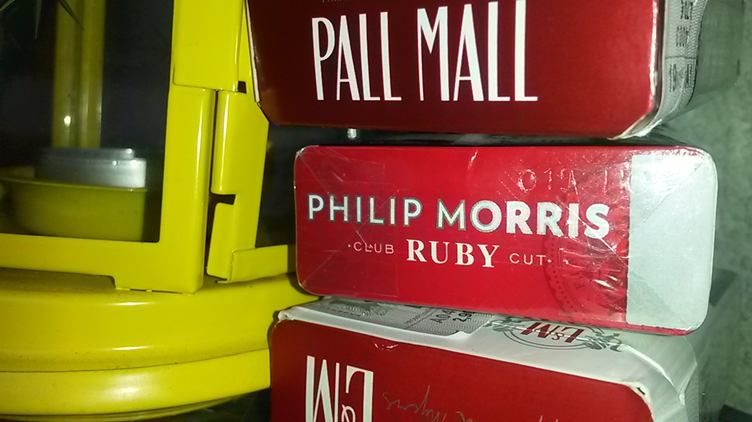 PALL MALL
PHILIP MORRIS
·CLUB RUBY CUT·
L&M
L&M